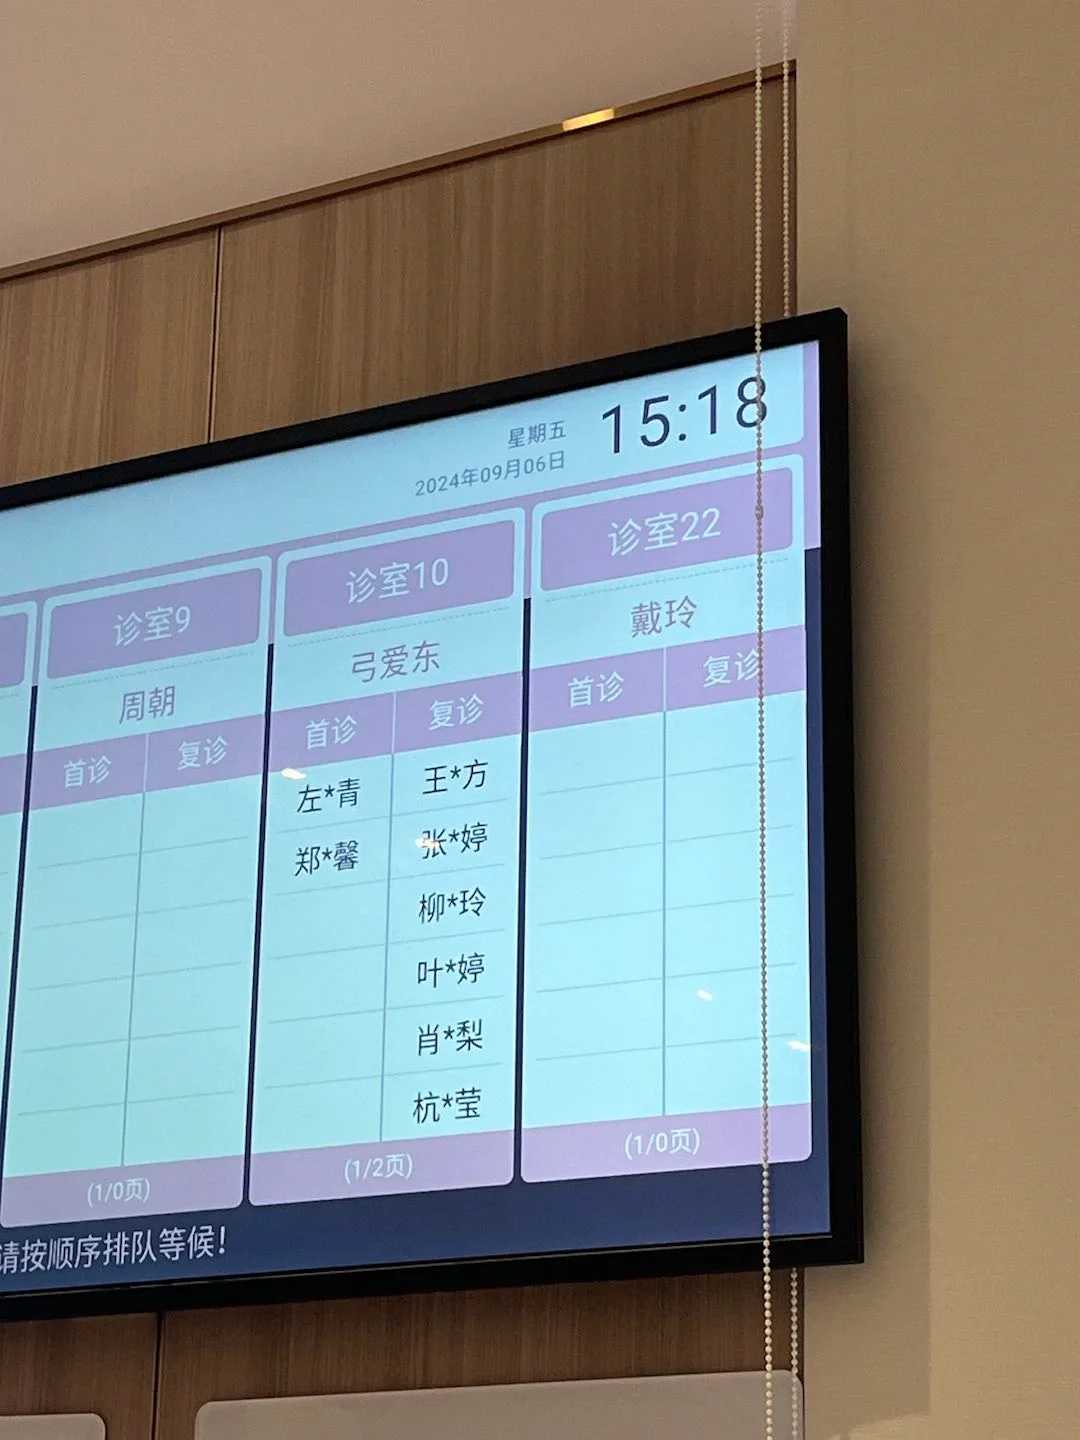 星期五
2024年09月06日
15:18
诊室9
周朝
首诊 复诊
(1/0页)
诊室10
弓爱东
首诊 复诊
左*青 王*方
郑*馨 张*婷
柳*玲
叶*婷
肖*梨
杭*莹
(1/2页)
诊室22
戴玲
首诊 复诊
(1/0页)
请按顺序排队等候!